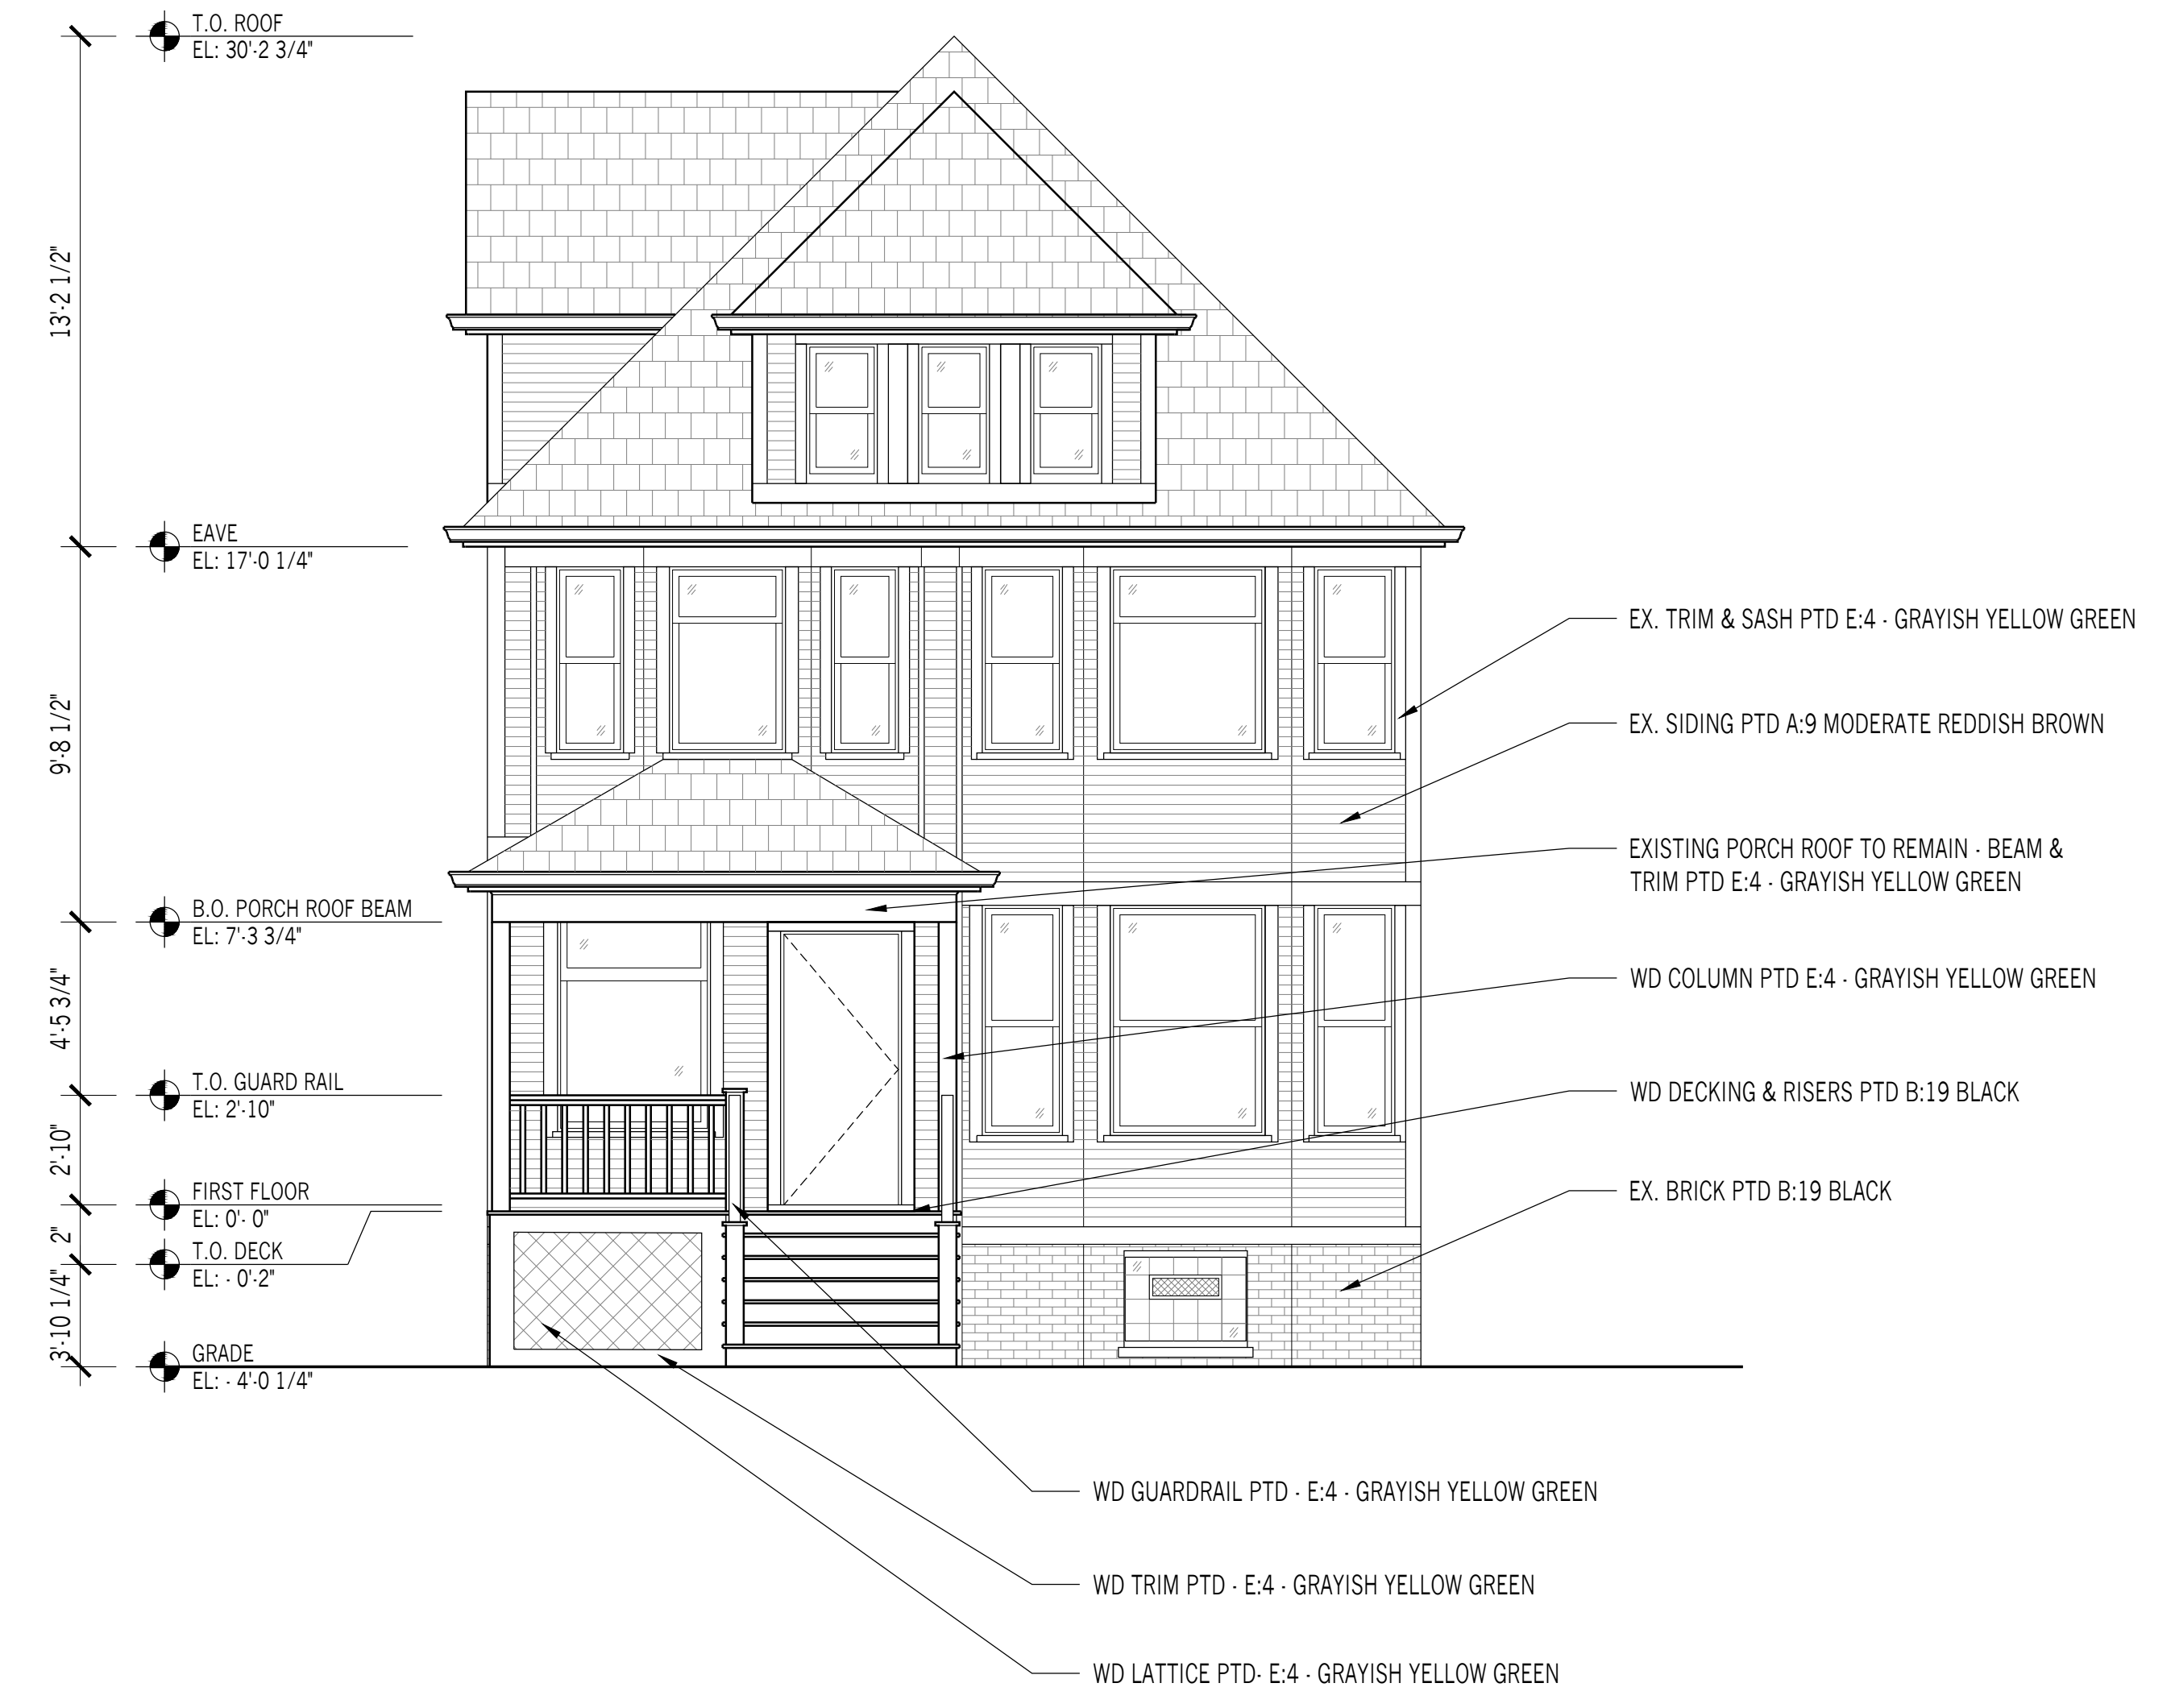 T.O. ROOF
EL: 30'-2 3/4"
13'-2 1/2"
EAVE
EL: 17'-0 1/4"
EX. TRIM & SASH PTD E:4 - GRAYISH YELLOW GREEN
9'-8 1/2"
EX. SIDING PTD A:9 MODERATE REDDISH BROWN
EXISTING PORCH ROOF TO REMAIN - BEAM &
TRIM PTD E:4 - GRAYISH YELLOW GREEN
B.O. PORCH ROOF BEAM
EL: 7'-3 3/4"
4'-5 3/4"
WD COLUMN PTD E:4 - GRAYISH YELLOW GREEN
T.O. GUARD RAIL
EL: 2'-10"
WD DECKING & RISERS PTD B:19 BLACK
2'-10"
FIRST FLOOR
EL: 0'- 0"
EX. BRICK PTD B:19 BLACK
2"
T.O. DECK
EL: - 0'-2"
3'-10 1/4"
GRADE
EL: - 4'-0 1/4"
WD GUARDRAIL PTD - E:4 - GRAYISH YELLOW GREEN
WD TRIM PTD - E:4 - GRAYISH YELLOW GREEN
WD LATTICE PTD- E:4 - GRAYISH YELLOW GREEN